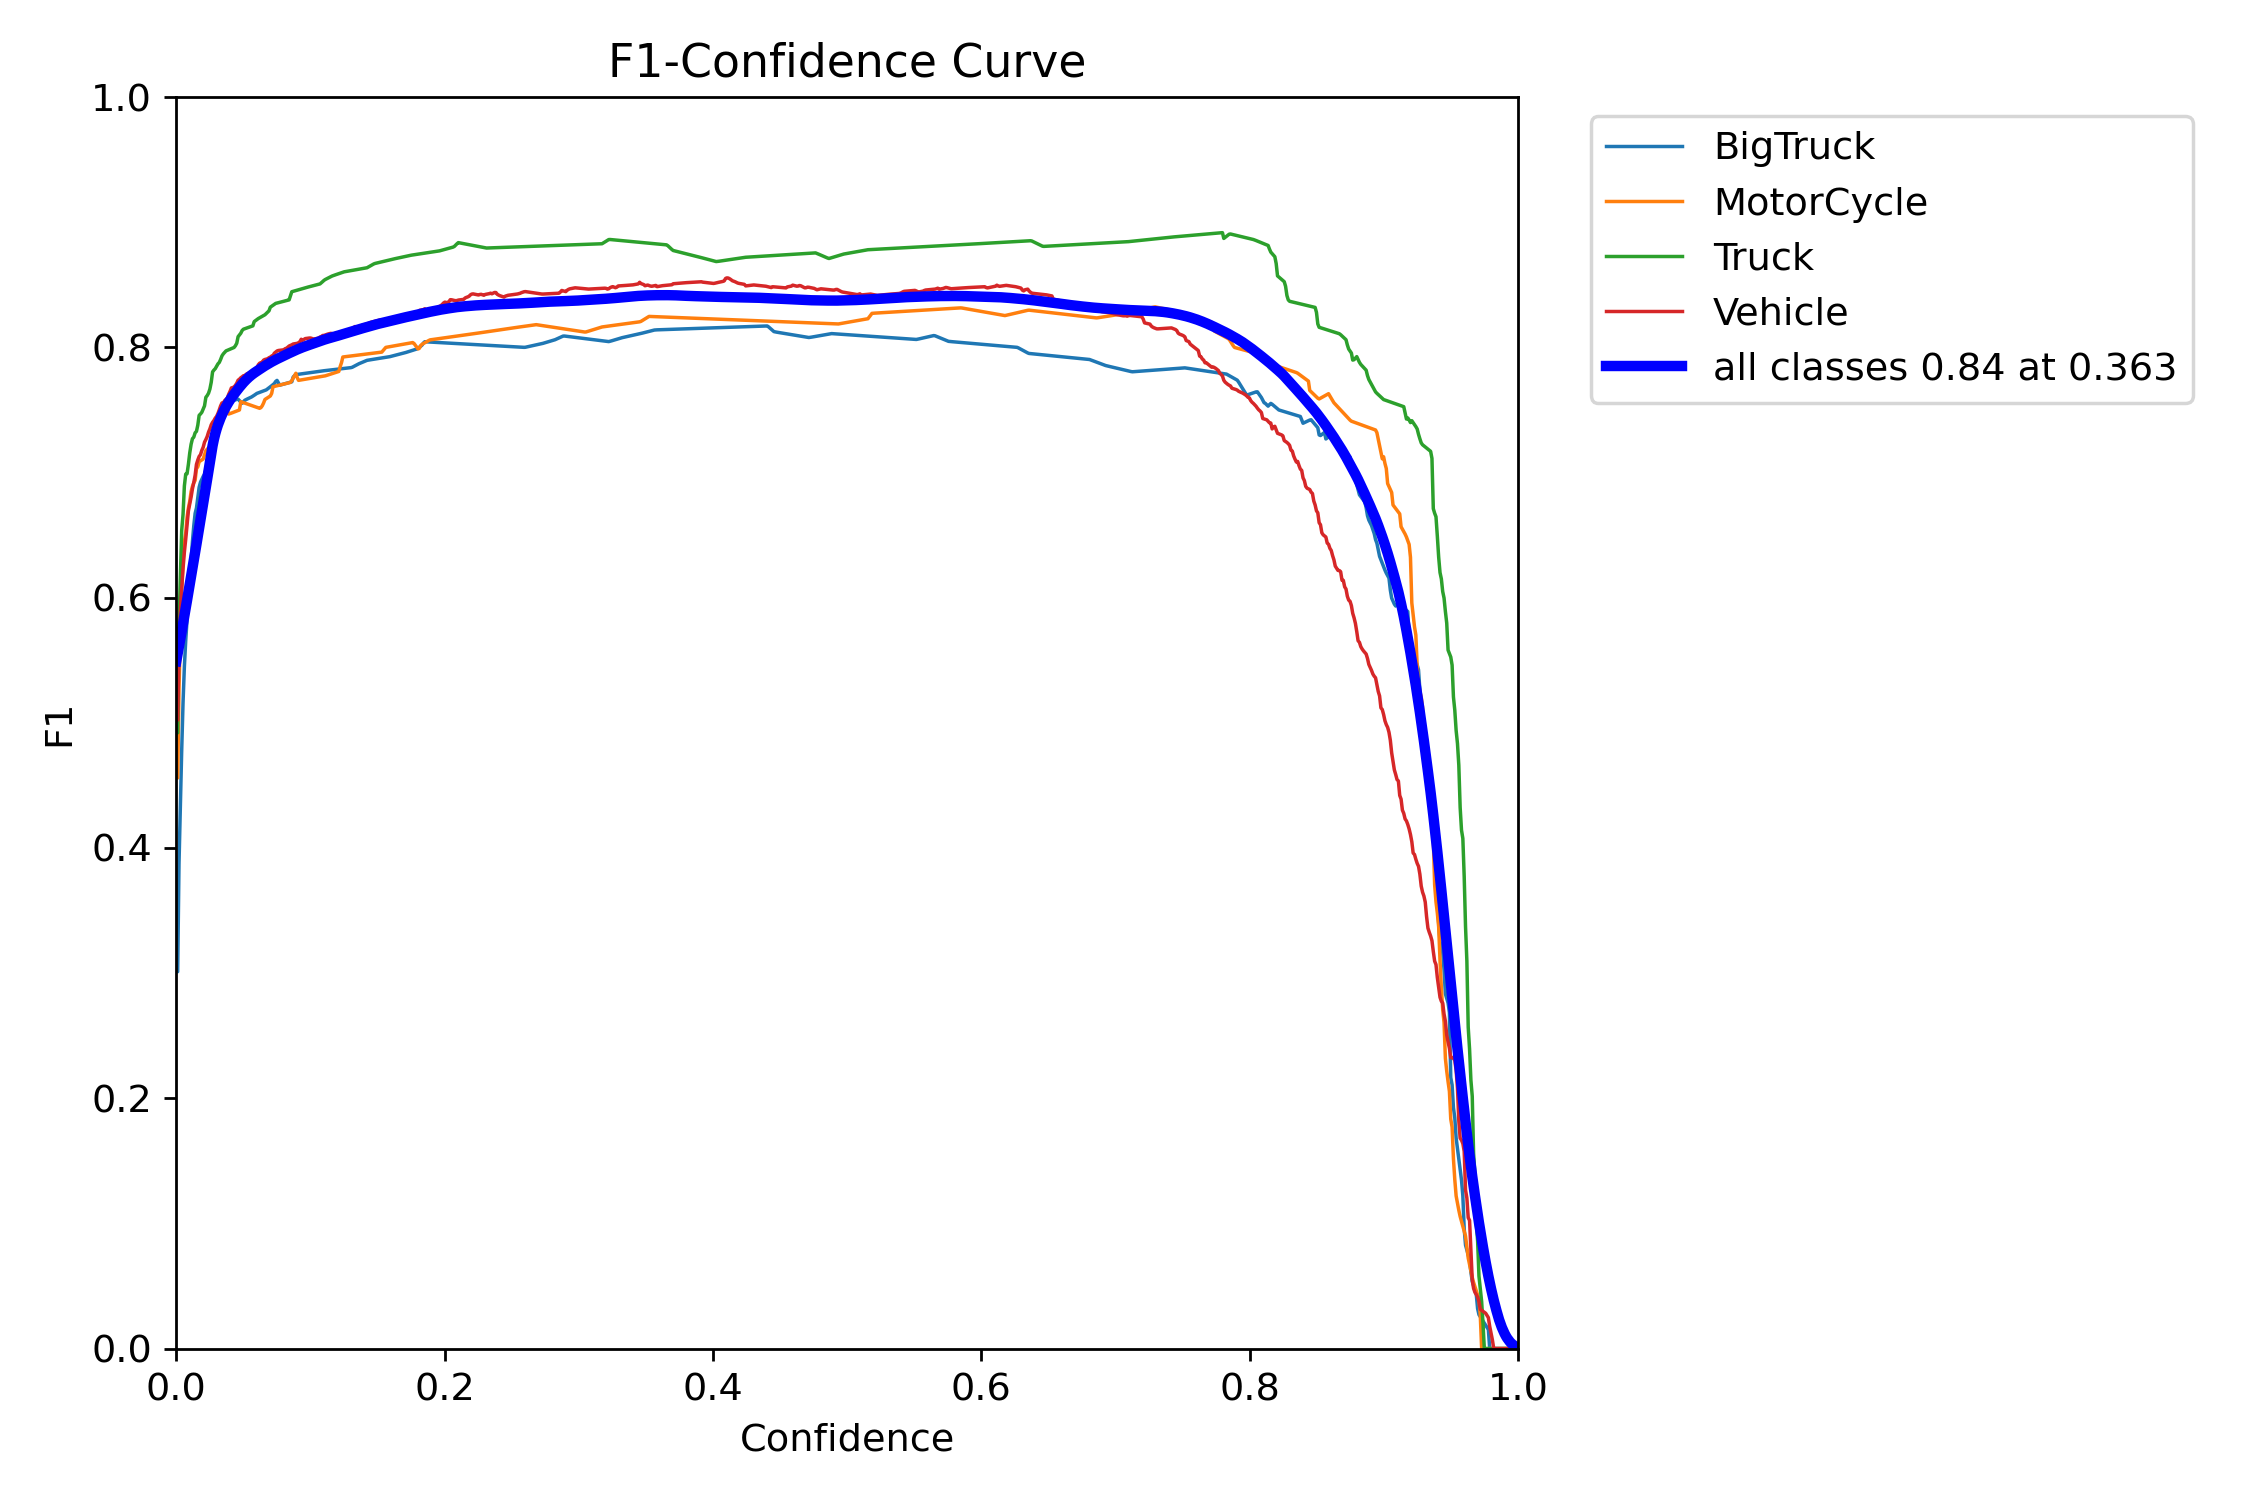 F1-Confidence Curve
1.0
0.8
0.6
0.4
0.2
0.0
F1
0.0 0.2 0.4 0.6 0.8 1.0
Confidence
BigTruck
MotorCycle
Truck
Vehicle
all classes 0.84 at 0.363